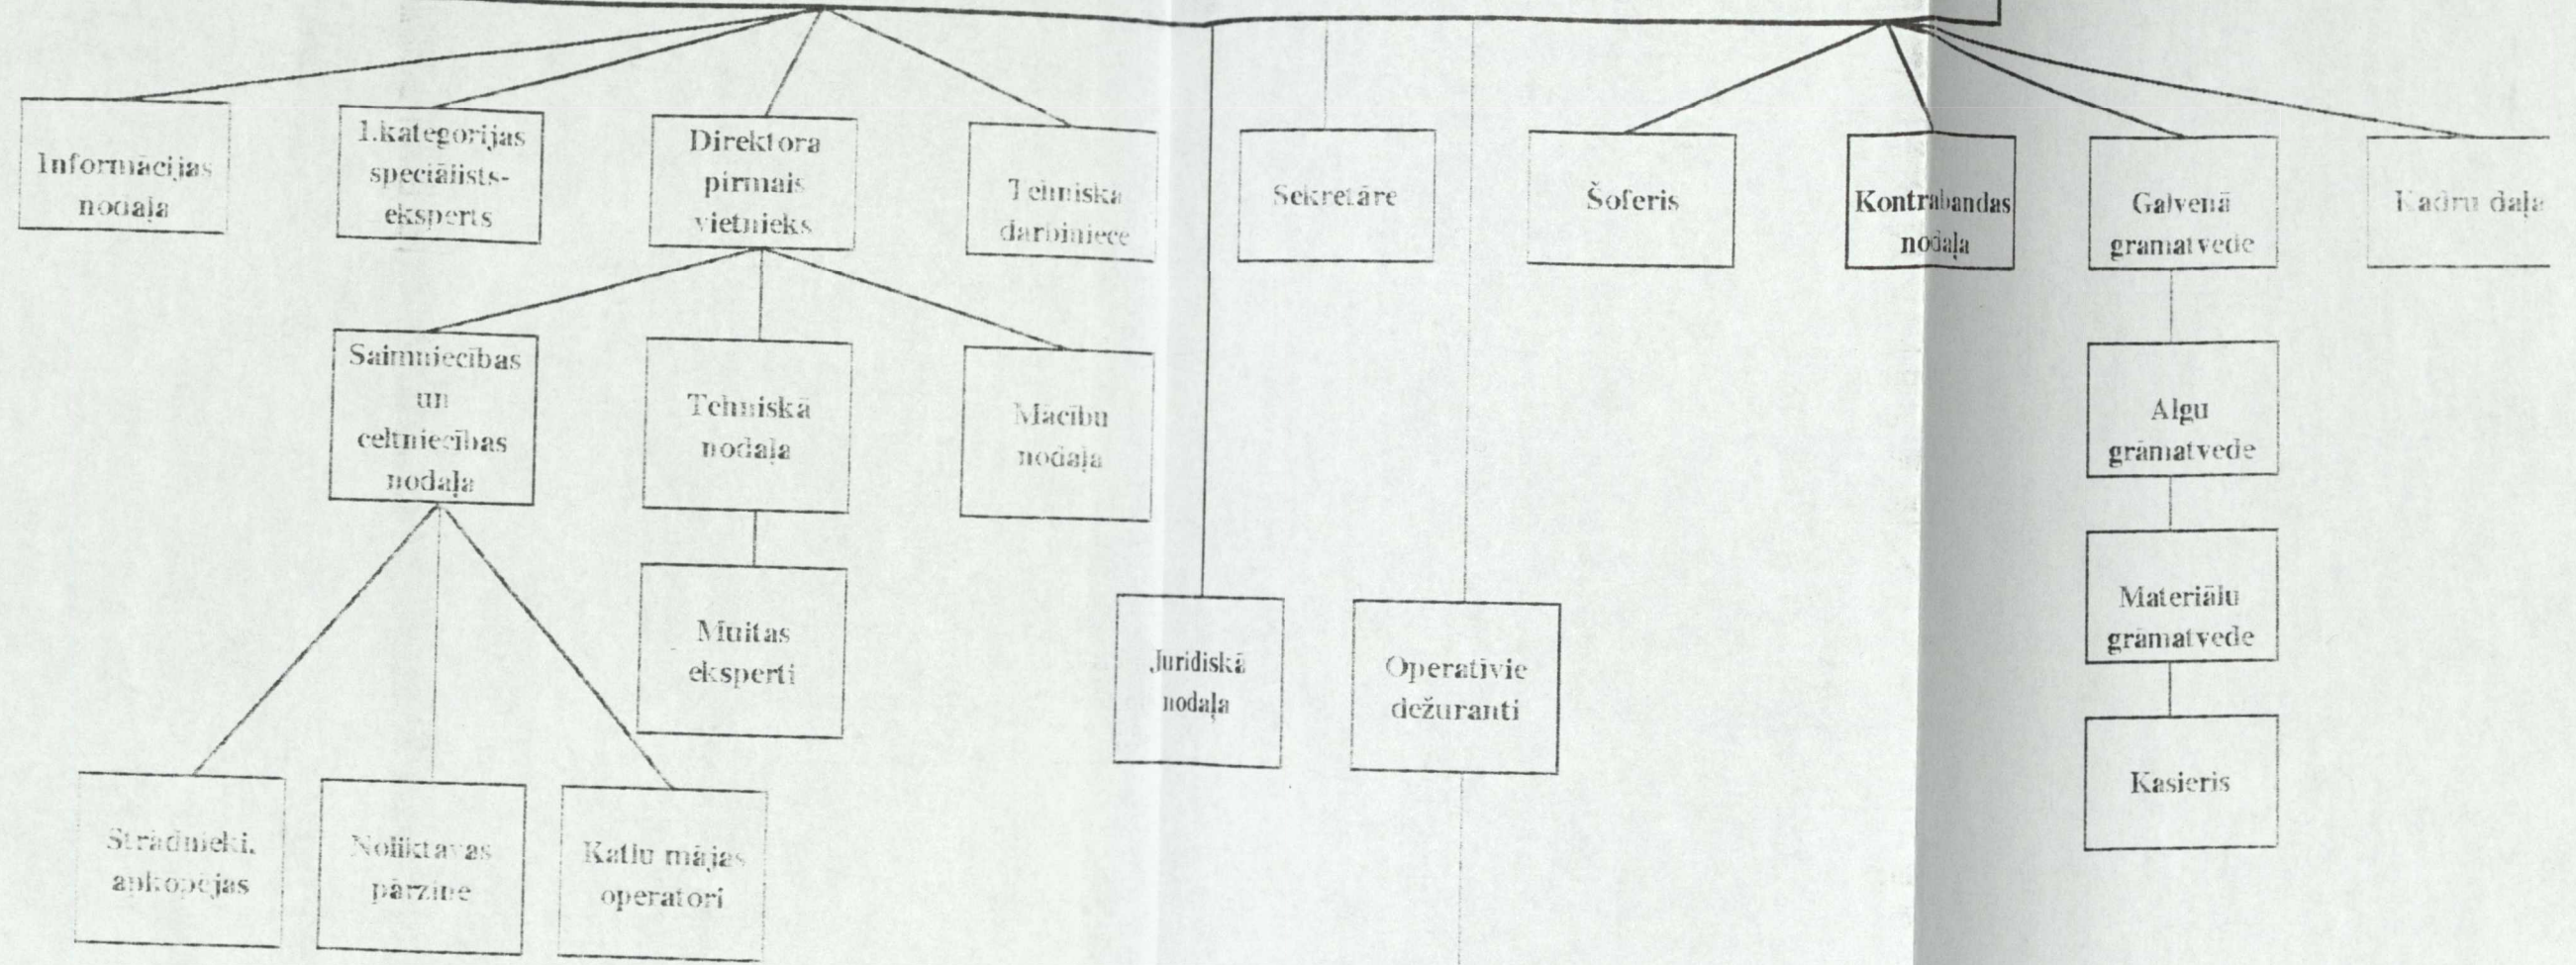 Informācijas
nodaļa
1.kategorijas
speciālists-
eksperts
Direktora
pirmais
vietnieks
Tehniskā
darbiniece
Sekretāre
Šoferis
Kontrabandas
nodaļa
Galvenā
grāmatvede
Kadru daļa
Saimniecības
un
celtniecības
nodaļa
Tehniskā
nodaļa
Mācību
nodaļa
Algu
grāmatvede
Muitas
eksperti
Juridiskā
nodaļa
Operatīvie
dežuranti
Materiālu
grāmatvede
Kasieris
Strādnieki,
apkopējas
Noliktavas
pārzine
Katlu mājas
operatori